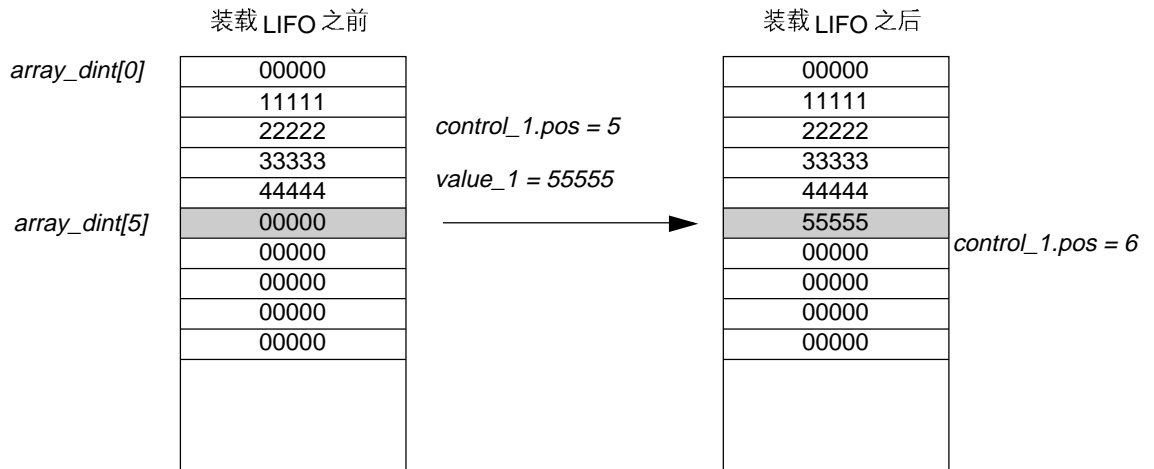 装载 LIFO 之前
装载 LIFO 之后
array_dint[0]
00000
00000
11111
11111
22222
control_1.pos = 5
22222
33333
33333
value_1 = 55555
44444
44444
array_dint[5]
00000
55555
00000
00000
control_1.pos = 6
00000
00000
00000
00000
00000
00000